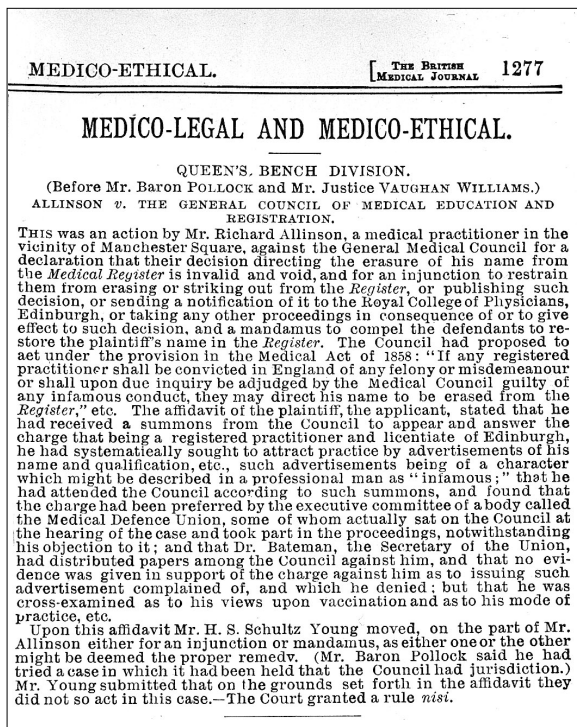 MEDICO-ETHICAL.
[THE BRITISH
MEDICAL JOURNAL
1277
MEDICO-LEGAL AND MEDICO-ETHICAL.
QUEEN'S BENCH DIVISION.
(Before Mr. Baron POLLOCK and Mr. Justice VAUGHAN WILLIAMS.)
ALLINSON v. THE GENERAL COUNCIL OF MEDICAL EDUCATION AND
REGISTRATION.
THIS was an action by Mr. Richard Allinson, a medical practitioner in the
vicinity of Manchester Square, against the General Medical Council for a
declaration that their decision directing the erasure of his name from
the Medical Register is invalid and void, and for an injunction to restrain
them from erasing or striking out from the Register, or publishing such
decision, or sending a notification of it to the Royal College of Physicians,
Edinburgh, or taking any other proceedings in consequence of or to give
effect to such decision, and a mandamus to compel the defendants to re-
store the plaintiff's name in the Register. The Council had proposed to
act under the provision in the Medical Act of 1858: "If any registered
practitioner shall be convicted in England of any felony or misdemeanour
or shall upon due inquiry be adjudged by the Medical Council guilty of
any infamous conduct, they may direct his name to be erased from the
Register," etc. The affidavit of the plaintiff, the applicant, stated that he
had received a summons from the Council to appear and answer the
charge that being a registered practitioner and licentiate of Edinburgh,
he had systematically sought to attract practice by advertisements of his
name and qualification, etc., such advertisements being of a character
which might be described in a professional man as "infamous;" that he
had attended the Council according to such summons, and found that
the charge had been preferred by the executive committee of a body called
the Medical Defence Union, some of whom actually sat on the Council at
the hearing of the case and took part in the proceedings, notwithstanding
his objection to it; and that Dr. Bateman, the Secretary of the Union,
had distributed papers among the Council against him, and that no evi-
dence was given in support of the charge against him as to issuing such
advertisement complained of, and which he denied; but that he was
cross-examined as to his views upon vaccination and as to his mode of
practice, etc.
Upon this affidavit Mr. H. S. Schultz Young moved, on the part of Mr.
Allinson either for an injunction or mandamus, as either one or the other
might be deemed the proper remedy. (Mr. Baron Pollock said he had
tried a case in which it had been held that the Council had jurisdiction.)
Mr. Young submitted that on the grounds set forth in the affidavit they
did not so act in this case.—The Court granted a rule nisi.